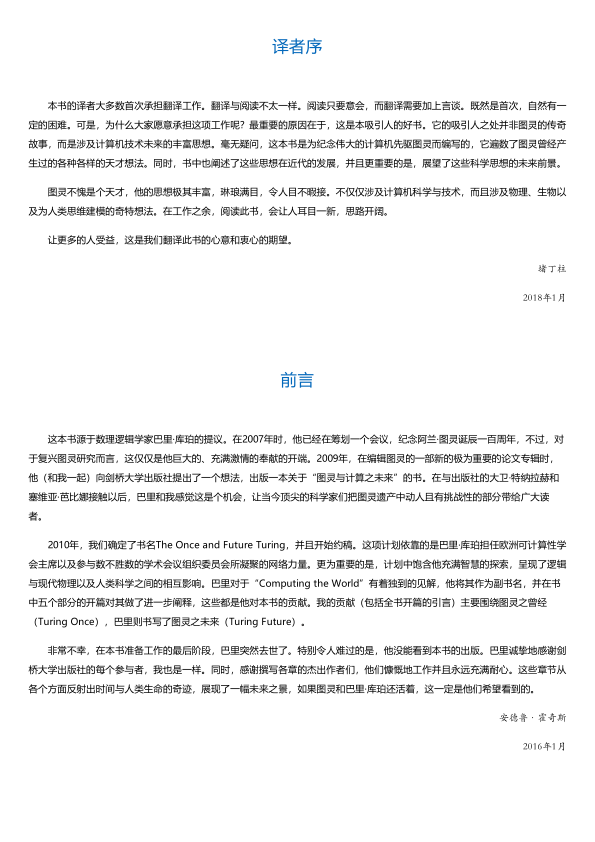 译者序
本书的译者大多数首次承担翻译工作。翻译与阅读不太一样。阅读只要意会，而翻译需要加上言谈。既然是首次，自然有一
定的困难。可是，为什么大家愿意承担这项工作呢？最重要的原因在于，这是本吸引人的好书。它的吸引人之处并非图灵的传奇
故事，而是涉及计算机技术未来的丰富思想。毫无疑问，这本书是为纪念伟大的计算机先驱图灵而编写的，它遍数了图灵曾经产
生过的各种各样的天才想法。同时，书中也阐述了这些思想在近代的发展，并且更重要的是，展望了这些科学思想的未来前景。
图灵不愧是个天才，他的思想极其丰富，琳琅满目，令人目不暇接。不仅仅涉及计算机科学与技术，而且涉及物理、生物以
及为人类思维建模的奇特想法。在工作之余，阅读此书，会让人耳目一新，思路开阔。
让更多的人受益，这是我们翻译此书的心意和衷心的期望。
堵丁柱
2018年1月
前言
这本书源于数理逻辑学家巴里·库珀的提议。在2007年时，他已经在筹划一个会议，纪念阿兰·图灵诞辰一百周年，不过，对
于复兴图灵研究而言，这仅仅是他巨大的、充满激情的奉献的开端。2009年，在编辑图灵的一部新的极为重要的论文专辑时，
他（和我一起）向剑桥大学出版社提出了一个想法，出版一本关于“图灵与计算之未来”的书。在与出版社的大卫·特纳拉赫和
塞维亚·芭比娜接触以后，巴里和我感觉这是个机会，让当今顶尖的科学家们把图灵遗产中动人且有挑战性的部分带给广大读
者。
2010年，我们确定了书名The Once and Future Turing，并且开始约稿。这项计划依靠的是巴里·库珀担任欧洲可计算性学
会主席以及参与数不胜数的学术会议组织委员会所凝聚的网络力量。更为重要的是，计划中饱含他充满智慧的探索，呈现了逻辑
与现代物理以及人类科学之间的相互影响。巴里对于“Computing the World”有着独到的见解，他将其作为副书名，并在书
中五个部分的开篇对其做了进一步阐释，这些都是他对本书的贡献。我的贡献（包括全书开篇的引言）主要围绕图灵之曾经
（Turing Once），巴里则书写了图灵之未来（Turing Future）。
非常不幸，在本书准备工作的最后阶段，巴里突然去世了。特别令人难过的是，他没能看到本书的出版。巴里诚挚地感谢剑
桥大学出版社的每个参与者，我也是一样。同时，感谢撰写各章的杰出作者们，他们慷慨地工作并且永远充满耐心。这些章节从
各个方面反射出时间与人类生命的奇迹，展现了一幅未来之景，如果图灵和巴里·库珀还活着，这一定是他们希望看到的。
安德鲁·霍奇斯
2016年1月